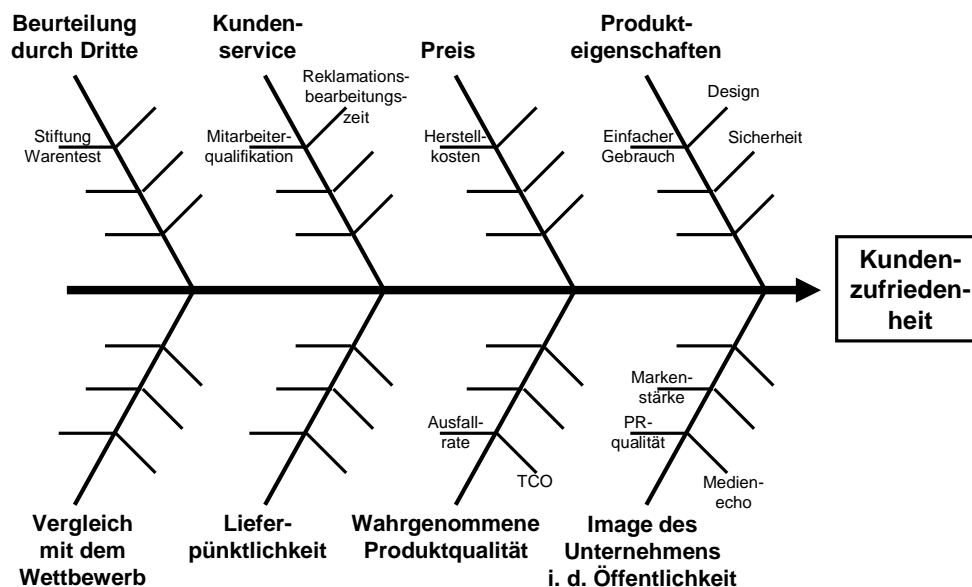 Beurteilung
durch Dritte
Kunden-
service
Preis
Produkt-
eigenschaften
Reklamations-
bearbeitungs-
zeit
Design
Stiftung
Warentest
Mitarbeiter-
qualifikation
Herstell-
kosten
Einfacher
Gebrauch
Sicherheit
Kunden-
zufrieden-
heit
Marken-
stärke
Ausfall-
rate
PR-
qualität
TCO
Medien-
echo
Vergleich
mit dem
Wettbewerb
Liefer-
pünktlichkeit
Wahrgenommene
Produktqualität
Image des
Unternehmens
i. d. Öffentlichkeit